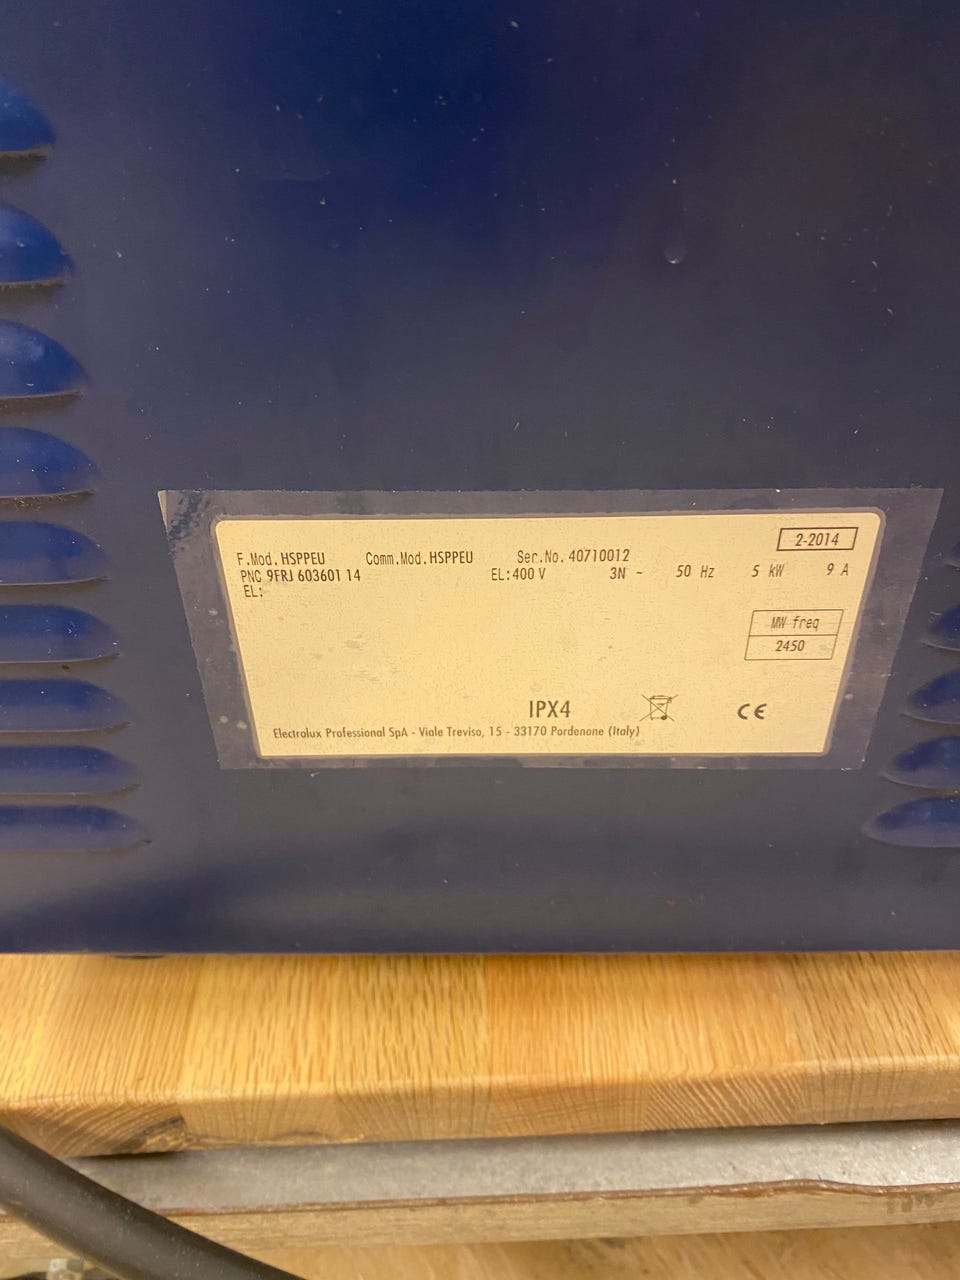 2-2014
F.Mod. HSPPEU Comm.Mod. HSPPEU Ser.No. 40710012
PNC 9FRJ 603601 14 EL:400 V 3N ~ 50 Hz 5 kW 9 A
EL:
MW freq
2450
IPX4 CE
Electrolux Professional SpA - Viale Treviso, 15 - 33170 Pordenone (Italy)